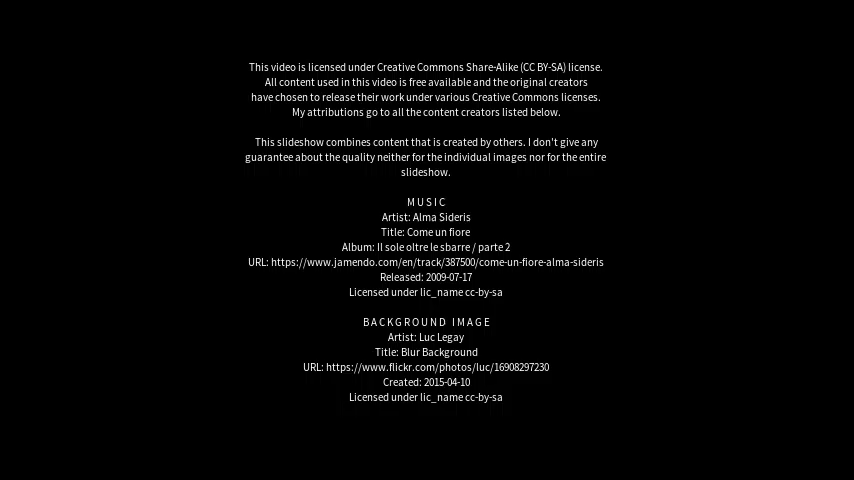 This video is licensed under Creative Commons Share-Alike (CC BY-SA) license.
All content used in this video is free available and the original creators
have chosen to release their work under various Creative Commons licenses.
My attributions go to all the content creators listed below.
This slideshow combines content that is created by others. I don't give any
guarantee about the quality neither for the individual images nor for the entire
slideshow.
MUSIC
Artist: Alma Sideris
Title: Come un fiore
Album: Il sole oltre le sbarre / parte 2
URL: https://www.jamendo.com/en/track/387500/come-un-fiore-alma-sideris
Released: 2009-07-17
Licensed under lic_name cc-by-sa
BACKGROUND IMAGE
Artist: Luc Legay
Title: Blur Background
URL: https://www.flickr.com/photos/luc/16908297230
Created: 2015-04-10
Licensed under lic_name cc-by-sa